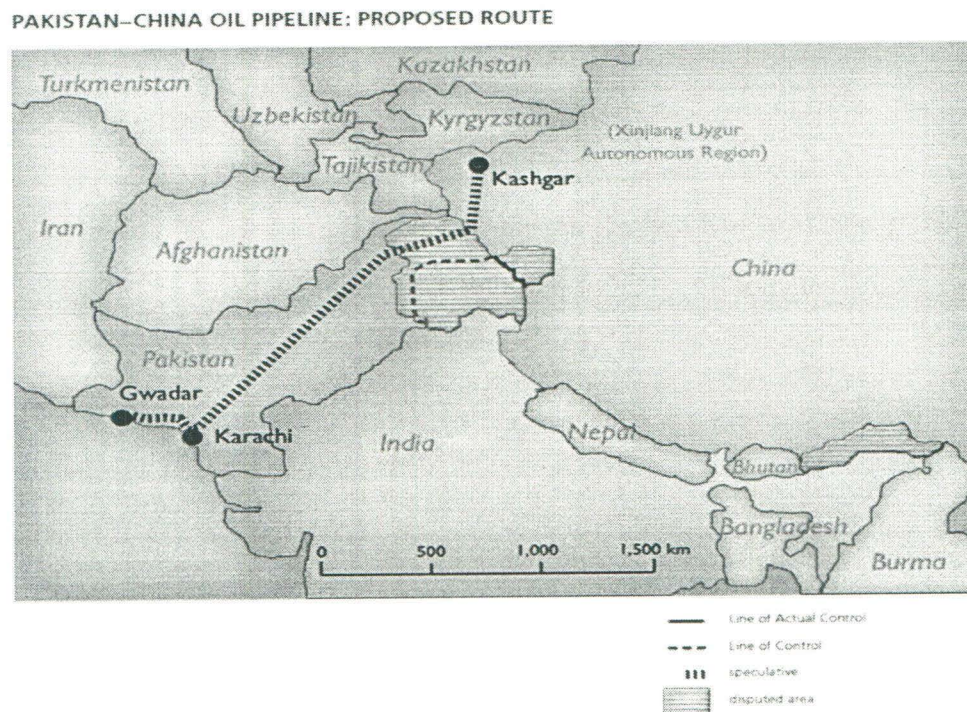 PAKISTAN–CHINA OIL PIPELINE: PROPOSED ROUTE
Kazakhstan
Turkmenistan
Uzbekistan
Kyrgyzstan
(Xinjiang Uygur
Autonomous Region)
Tajikistan
Kashgar
Iran
Afghanistan
China
Pakistan
Gwadar
Karachi
India
Nepal
Bhutan
Bangladesh
Burma
0 500 1,000 1,500 km
Line of Actual Control
Line of Control
speculative
disputed area